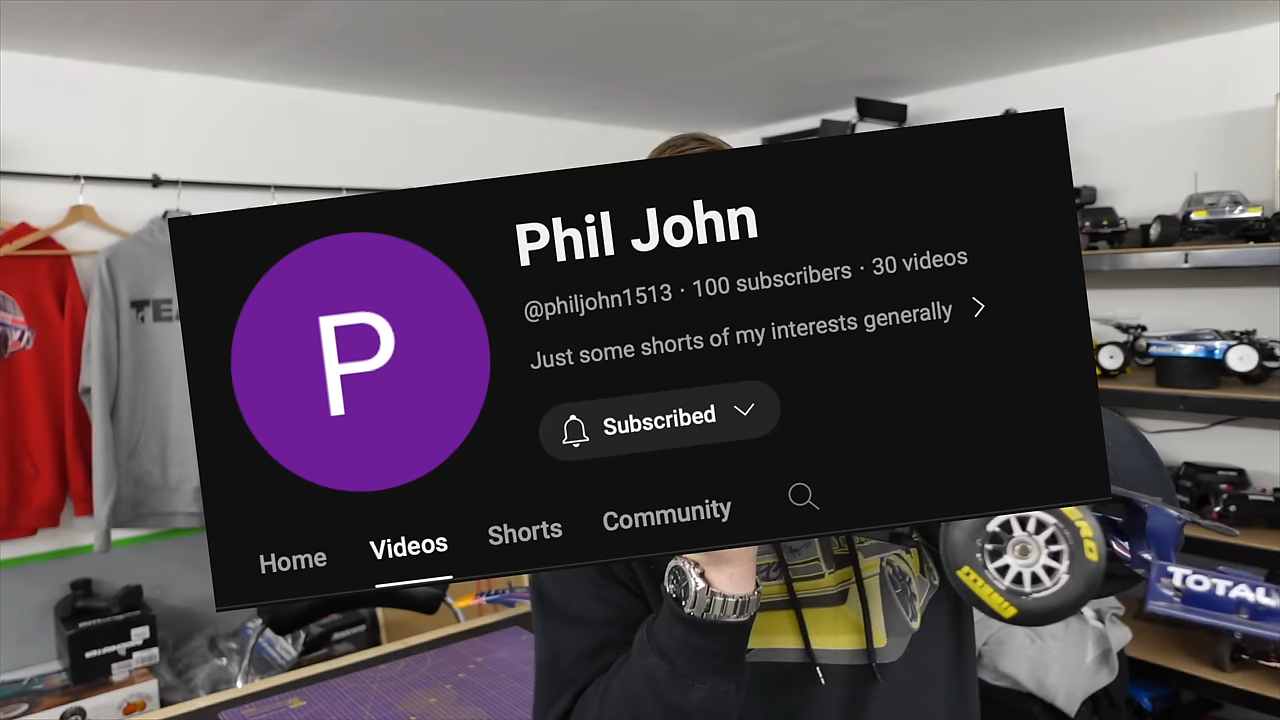 Phil John
@philjohn1513 · 100 subscribers · 30 videos
Just some shorts of my interests generally
P
Subscribed
Home Videos Shorts Community
TOTAL